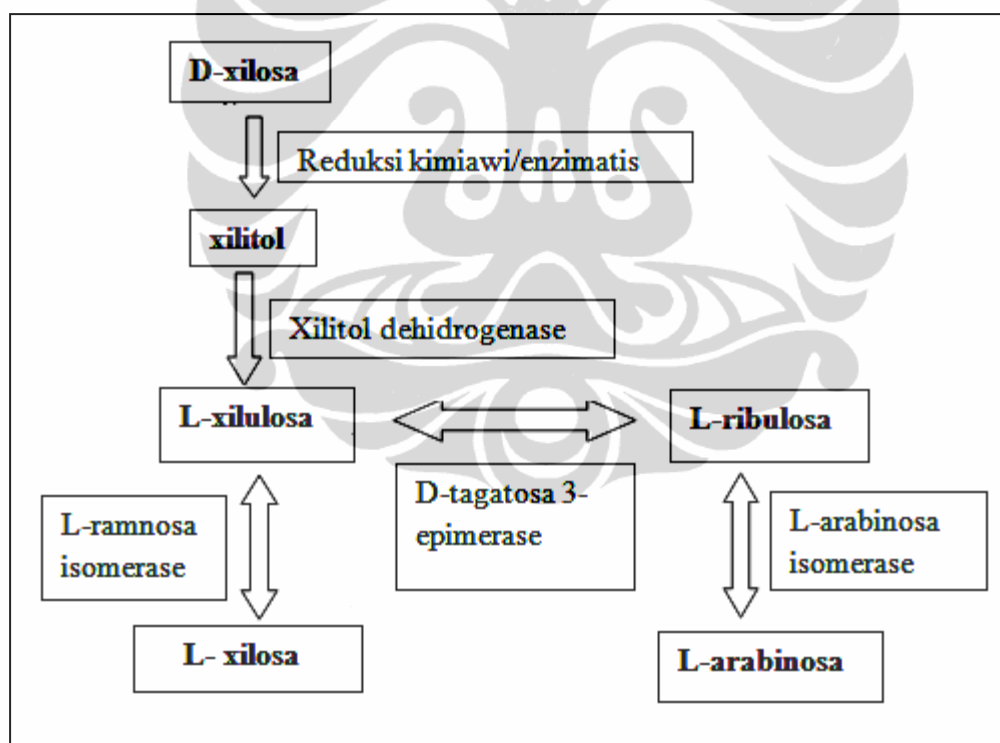 D-xilosa
Reduksi kimiawi/enzimatis
xilitol
Xilitol dehidrogenase
L-xilulosa
L-ribulosa
D-tagatosa 3-
epimerase
L-ramnosa
isomerase
L-arabinosa
isomerase
L- xilosa
L-arabinosa